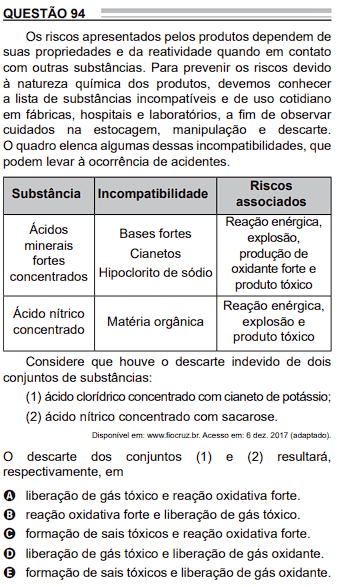 QUESTÃO 94
Os riscos apresentados pelos produtos dependem de
suas propriedades e da reatividade quando em contato
com outras substâncias. Para prevenir os riscos devido
à natureza química dos produtos, devemos conhecer
a lista de substâncias incompatíveis e de uso cotidiano
em fábricas, hospitais e laboratórios, a fim de observar
cuidados na estocagem, manipulação e descarte.
O quadro elenca algumas dessas incompatibilidades, que
podem levar à ocorrência de acidentes.
Substância Incompatibilidade Riscos associados
Ácidos minerais fortes concentrados
Bases fortes
Cianetos
Hipoclorito de sódio
Reação enérgica,
explosão,
produção de
oxidante forte e
produto tóxico
Ácido nítrico
concentrado
Matéria orgânica
Reação enérgica,
explosão e
produto tóxico
Considere que houve o descarte indevido de dois
conjuntos de substâncias:
(1) ácido clorídrico concentrado com cianeto de potássio;
(2) ácido nítrico concentrado com sacarose.
Disponível em: www.fiocruz.br. Acesso em: 6 dez. 2017 (adaptado).
O descarte dos conjuntos (1) e (2) resultará,
respectivamente, em
A liberação de gás tóxico e reação oxidativa forte.
B reação oxidativa forte e liberação de gás tóxico.
C formação de sais tóxicos e reação oxidativa forte.
D liberação de gás tóxico e liberação de gás oxidante.
E formação de sais tóxicos e liberação de gás oxidante.